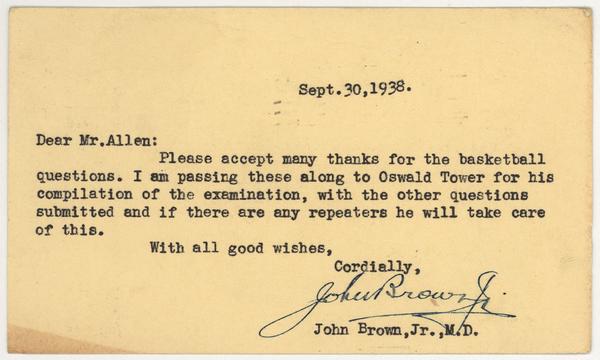 Sept.30,1938.
Dear Mr.Allen:
Please accept many thanks for the basketball
questions. I am passing these along to Oswald Tower for his
compilation of the examination, with the other questions
submitted and if there are any repeaters he will take care
of this.
With all good wishes,
Cordially,
John Brown Jr.
John Brown,Jr.,M.D.